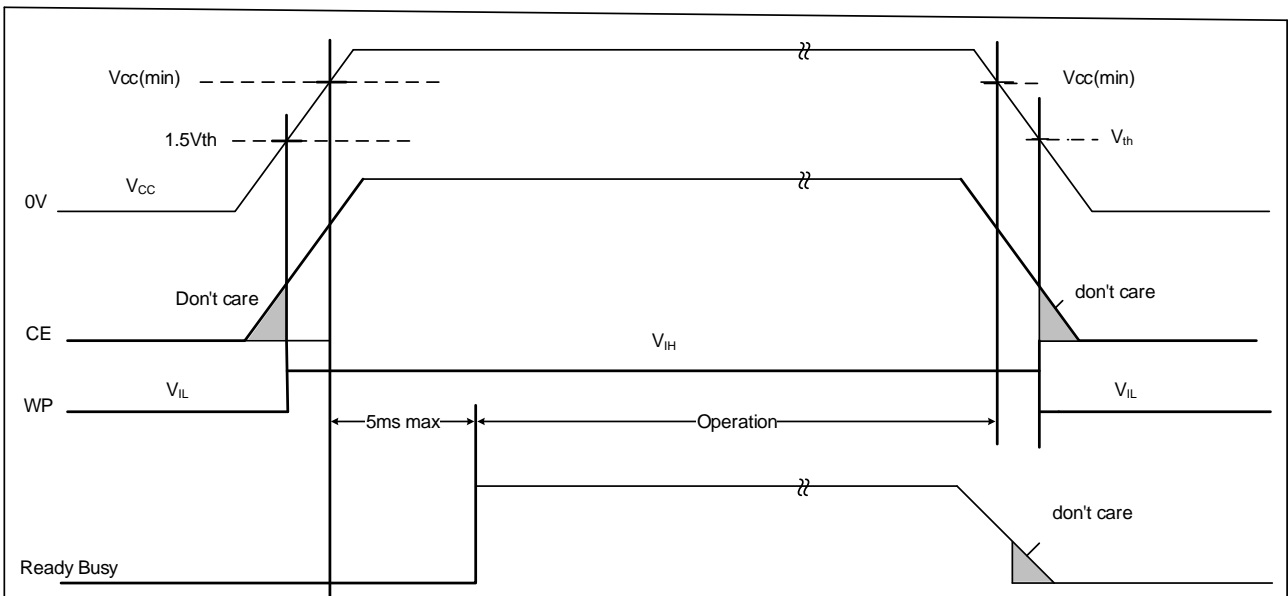 Vcc(min)
Vcc(min)
1.5Vth
Vth
VCC
0V
Don't care
don't care
CE
VIH
VIL
VIL
WP
5ms max
Operation
don't care
Ready Busy